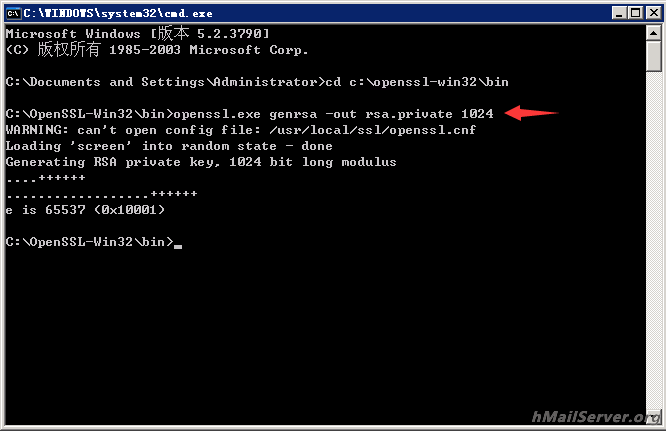 C:\WINDOWS\system32\cmd.exe
Microsoft Windows [版本 5.2.3790]
(C) 版权所有 1985-2003 Microsoft Corp.
C:\Documents and Settings\Administrator>cd c:\openssl-win32\bin
C:\OpenSSL-Win32\bin>openssl.exe genrsa -out rsa.private 1024
WARNING: can't open config file: /usr/local/ssl/openssl.cnf
Loading 'screen' into random state - done
Generating RSA private key, 1024 bit long modulus
....++++++
..................++++++
e is 65537 (0x10001)
C:\OpenSSL-Win32\bin>_
hMailServer.org